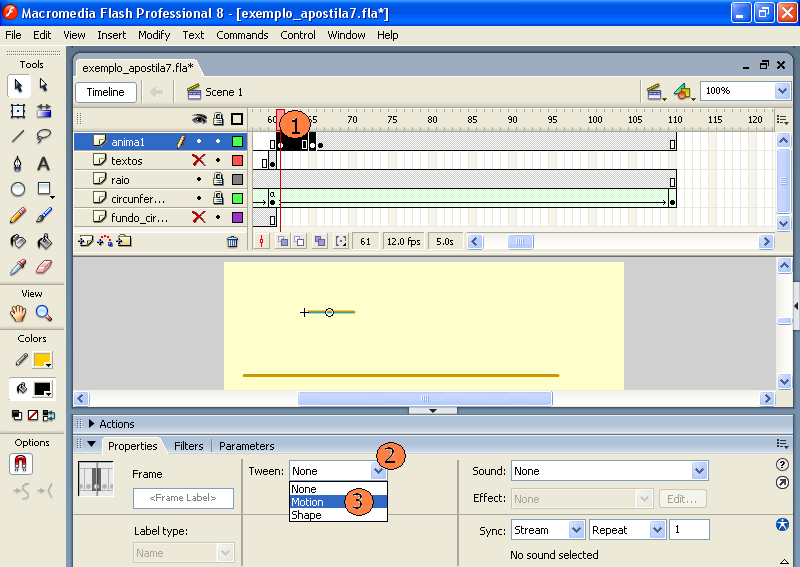 Macromedia Flash Professional 8 - [exemplo_apostila7.fla*]
File Edit View Insert Modify Text Commands Control Window Help
Tools
exemplo_apostila7.fla*
Timeline Scene 1 100%
60 65 70 75 80 85 90 95 100 105 110 115 120
1
anima1
textos
raio
circunfer...
a
fundo_cir...
61 12.0 fps 5.0s
View
Colors
Options
Actions
Properties Filters Parameters
2
Frame Tween: None Sound: None
<Frame Label> None Effect: None Edit...
Motion 3
Shape
Label type: Sync: Stream Repeat 1
Name No sound selected